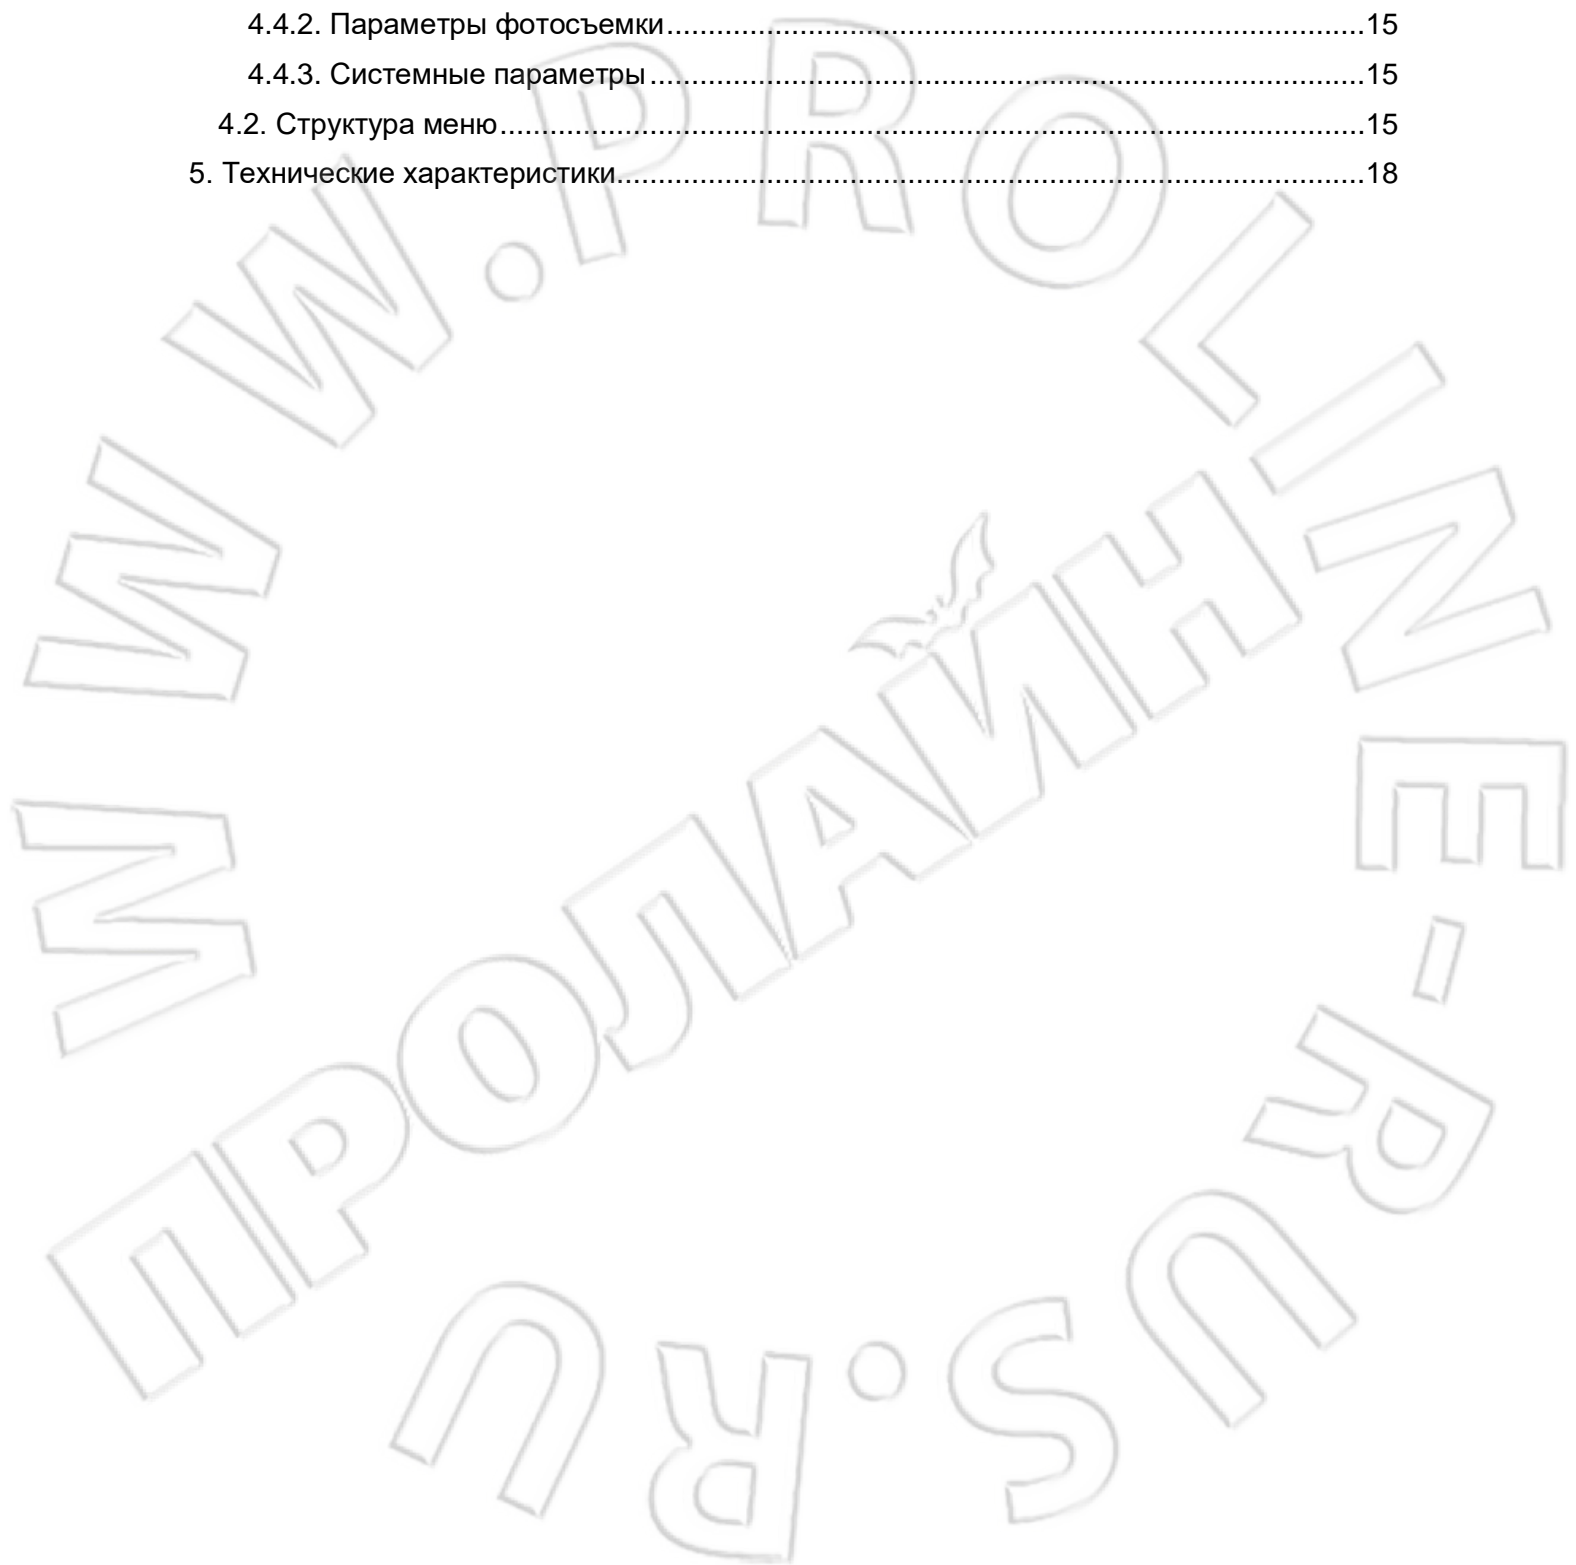 4.4.2. Параметры фотосъемки......................................................................................15
4.4.3. Системные параметры........................................................................................15
4.2. Структура меню..........................................................................................................15
5. Технические характеристики...........................................................................................18
WWW.PROLINE-RUS.RU
ПРОЛАЙН